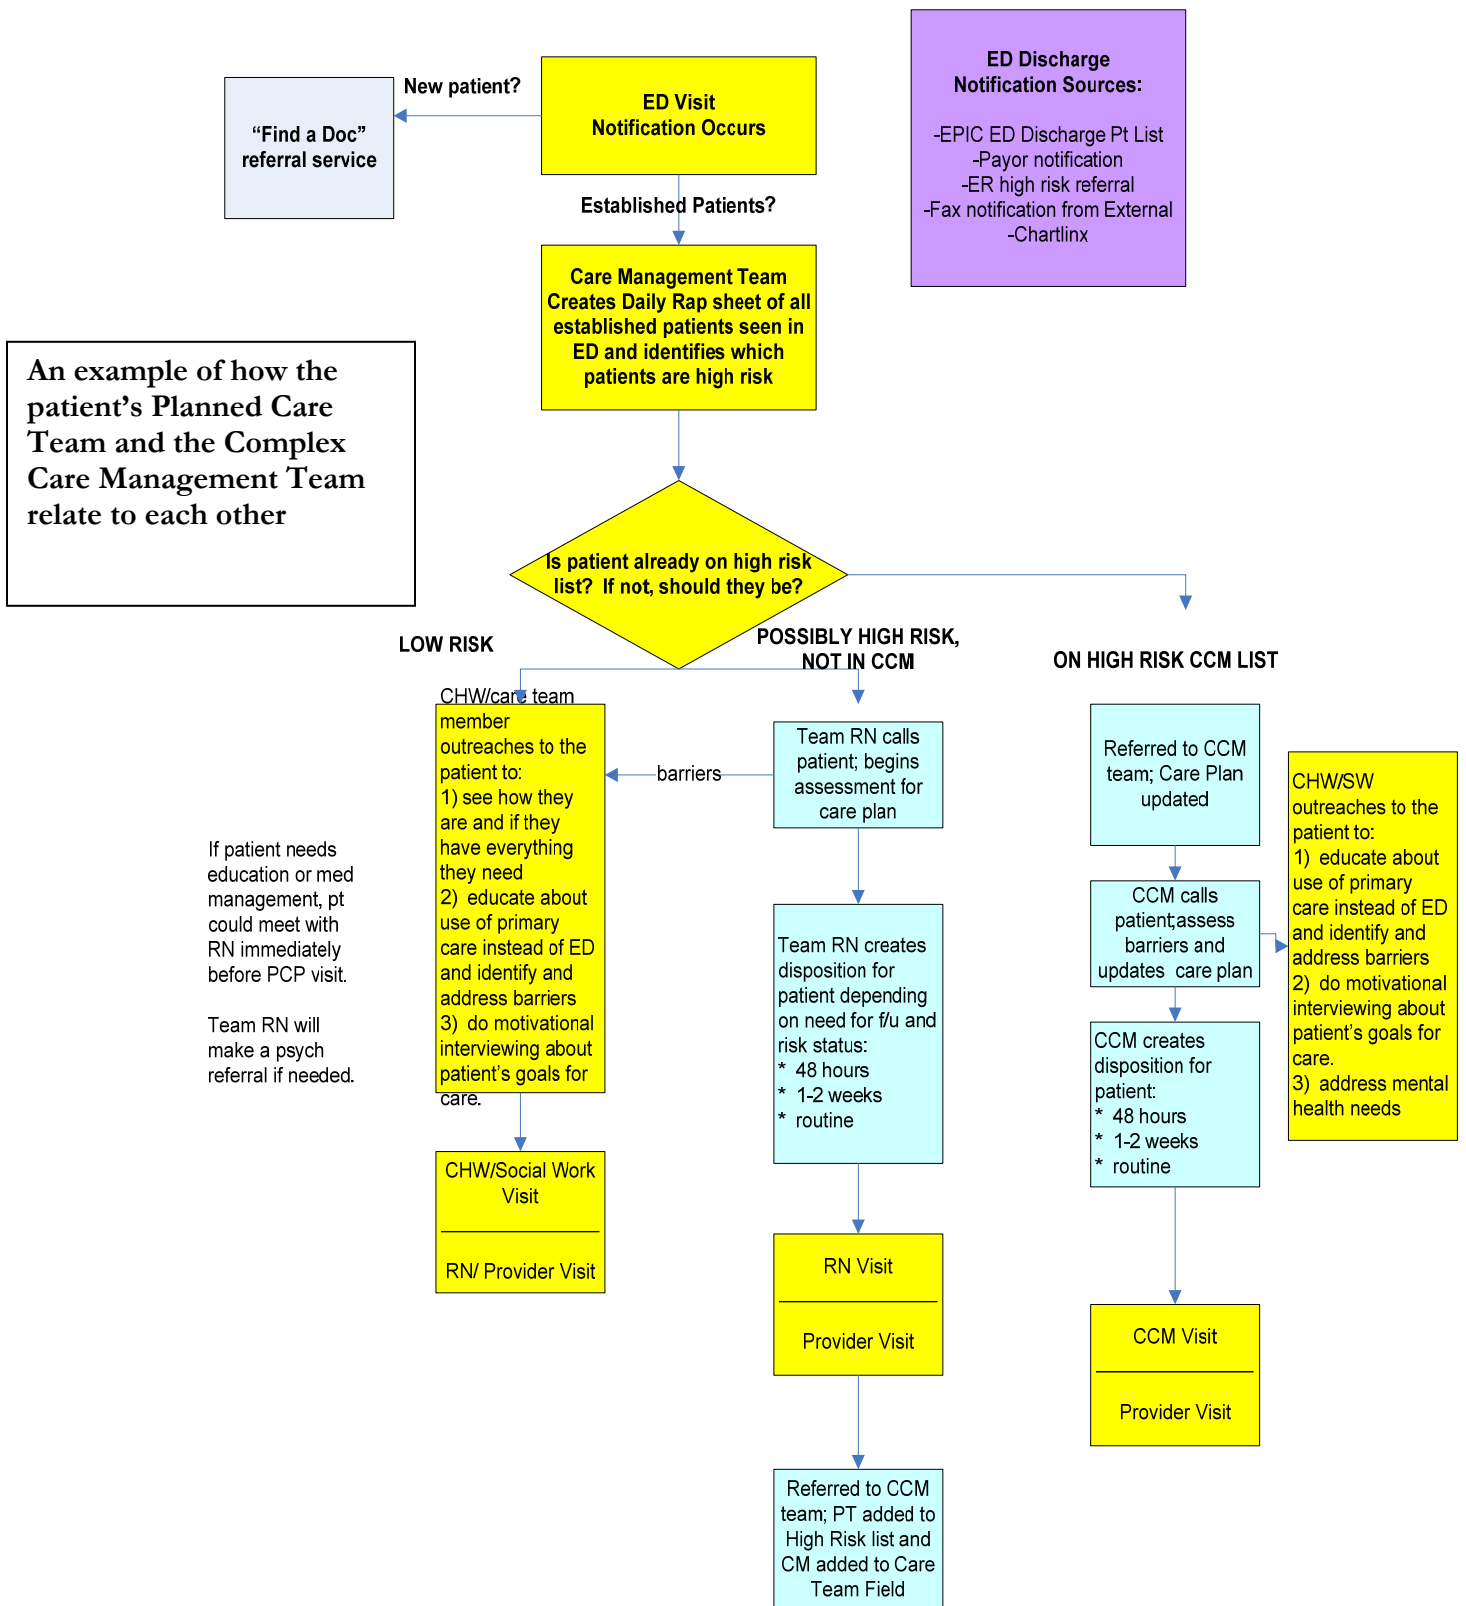 New patient?
"Find a Doc"
referral service
ED Visit
Notification Occurs
ED Discharge
Notification Sources:
-EPIC ED Discharge Pt List
-Payor notification
-ER high risk referral
-Fax notification from External
-Chartlinx
Established Patients?
Care Management Team
Creates Daily Rap sheet of all
established patients seen in
ED and identifies which
patients are high risk
An example of how the
patient's Planned Care
Team and the Complex
Care Management Team
relate to each other
Is patient already on high risk
list?  If not, should they be?
LOW RISK
POSSIBLY HIGH RISK,
NOT IN CCM
ON HIGH RISK CCM LIST
CHW/care team
member
outreaches to the
patient to:
1) see how they
are and if they
have everything
they need
2)  educate about
use of primary
care instead of ED
and identify and
address barriers
3)  do motivational
interviewing about
patient's goals for
care.
barriers
Team RN calls
patient; begins
assessment for
care plan
Referred to CCM
team; Care Plan
updated
CHW/SW
outreaches to the
patient to:
1)  educate about
use of primary
care instead of ED
and identify and
address barriers
2)  do motivational
interviewing about
patient's goals for
care.
3)  address mental
health needs
If patient needs
education or med
management, pt
could meet with
RN immediately
before PCP visit.
Team RN will
make a psych
referral if needed.
Team RN creates
disposition for
patient depending
on need for f/u and
risk status:
*  48 hours
*  1-2 weeks
*  routine
CCM calls
patient;assess
barriers and
updates  care plan
CCM creates
disposition for
patient:
*  48 hours
*  1-2 weeks
*  routine
CHW/Social Work
Visit
RN/ Provider Visit
RN Visit
Provider Visit
CCM Visit
Provider Visit
Referred to CCM
team; PT added to
High Risk list and
CM added to Care
Team Field